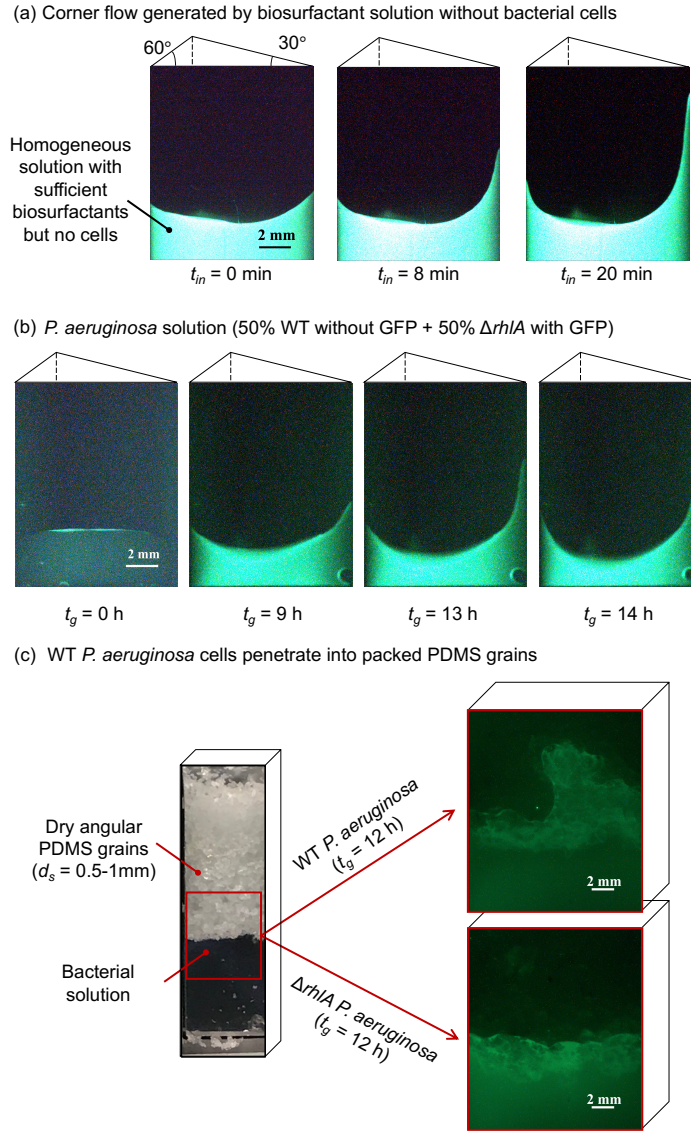 (a) Corner flow generated by biosurfactant solution without bacterial cells
60°
30°
Homogeneous
solution with
sufficient
biosurfactants
but no cells
2 mm
t_in = 0 min
t_in = 8 min
t_in = 20 min
(b) P. aeruginosa solution (50% WT without GFP + 50% ΔrhlA with GFP)
2 mm
t_g = 0 h
t_g = 9 h
t_g = 13 h
t_g = 14 h
(c) WT P. aeruginosa cells penetrate into packed PDMS grains
Dry angular
PDMS grains
(d_s = 0.5-1mm)
Bacterial
solution
WT P. aeruginosa
(t_g = 12 h)
2 mm
ΔrhlA P. aeruginosa
(t_g = 12 h)
2 mm